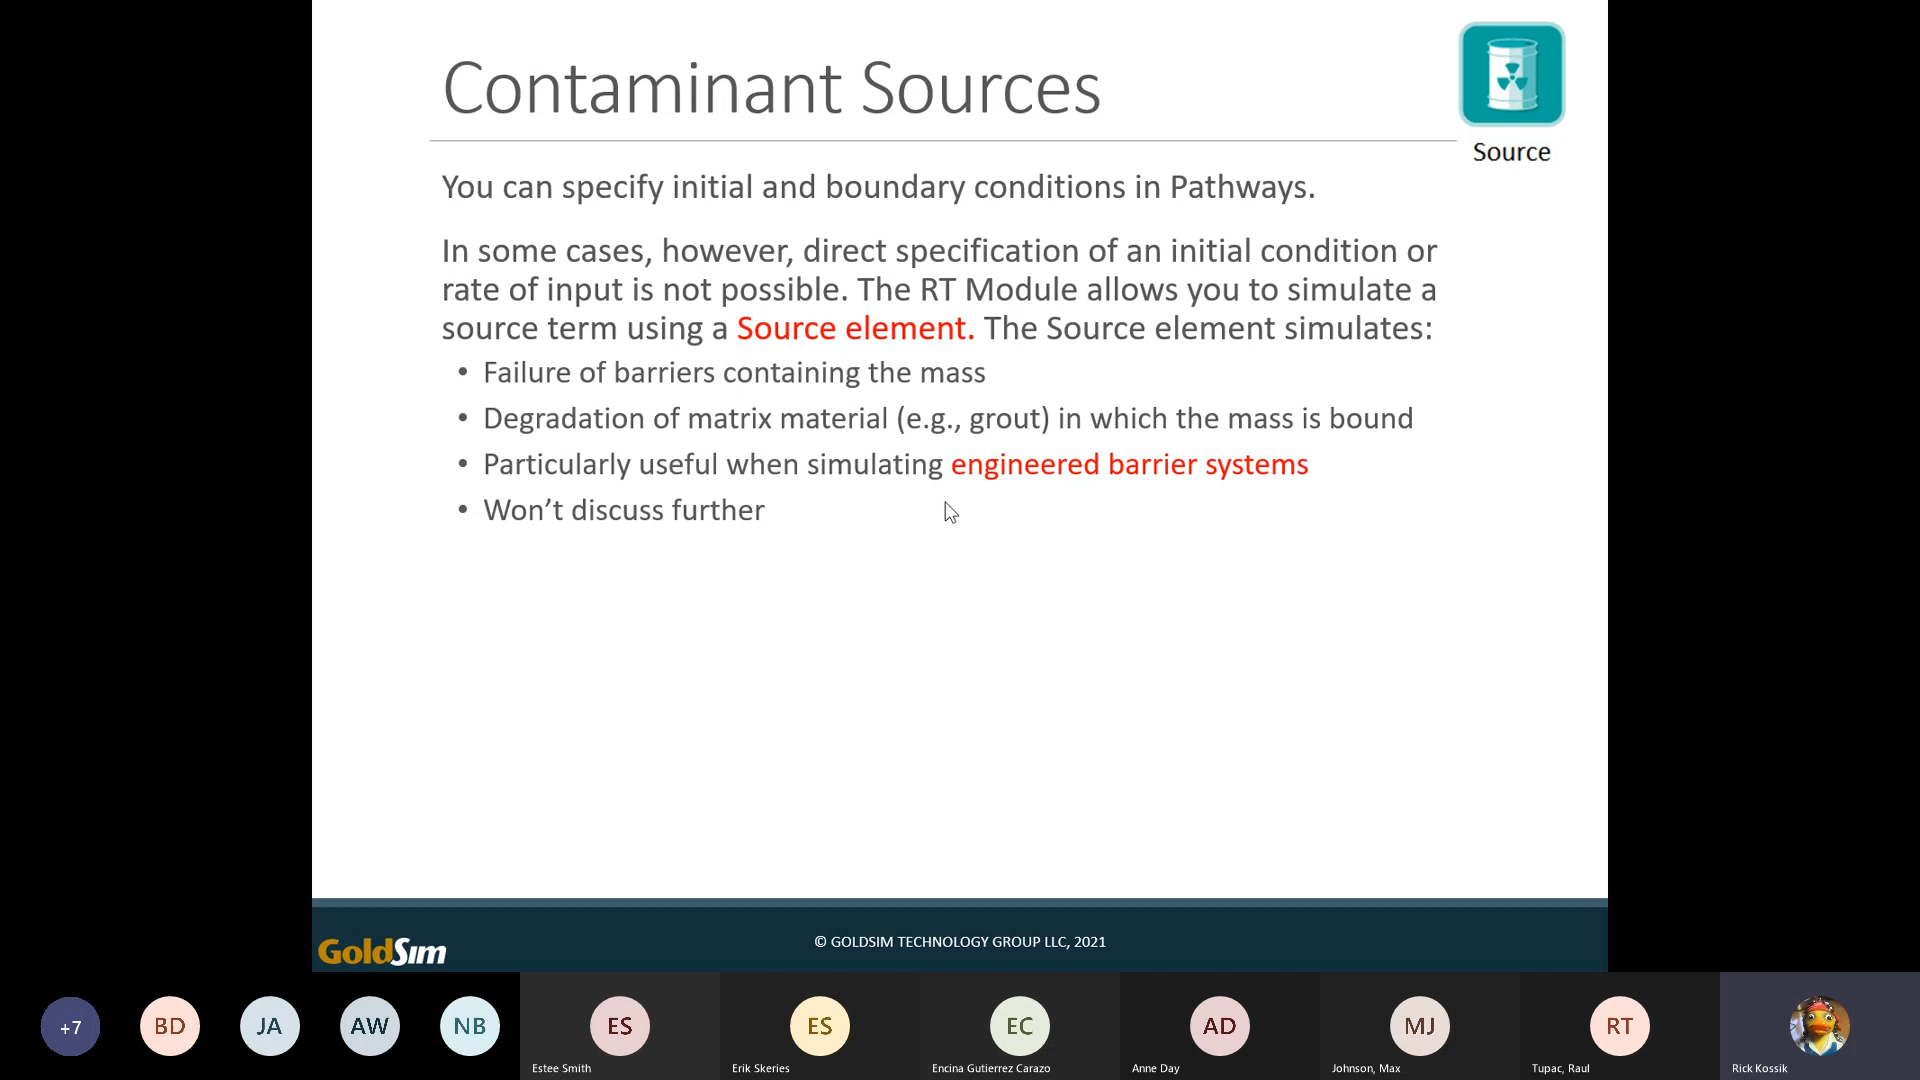 Contaminant Sources
Source
You can specify initial and boundary conditions in Pathways.
In some cases, however, direct specification of an initial condition or
rate of input is not possible. The RT Module allows you to simulate a
source term using a Source element. The Source element simulates:
• Failure of barriers containing the mass
• Degradation of matrix material (e.g., grout) in which the mass is bound
• Particularly useful when simulating engineered barrier systems
• Won’t discuss further
GoldSim
© GOLDSIM TECHNOLOGY GROUP LLC, 2021
+7
BD
JA
AW
NB
ES
Estee Smith
ES
Erik Skeries
EC
Encina Gutierrez Carazo
AD
Anne Day
MJ
Johnson, Max
RT
Tupac, Raul
Rick Kossik